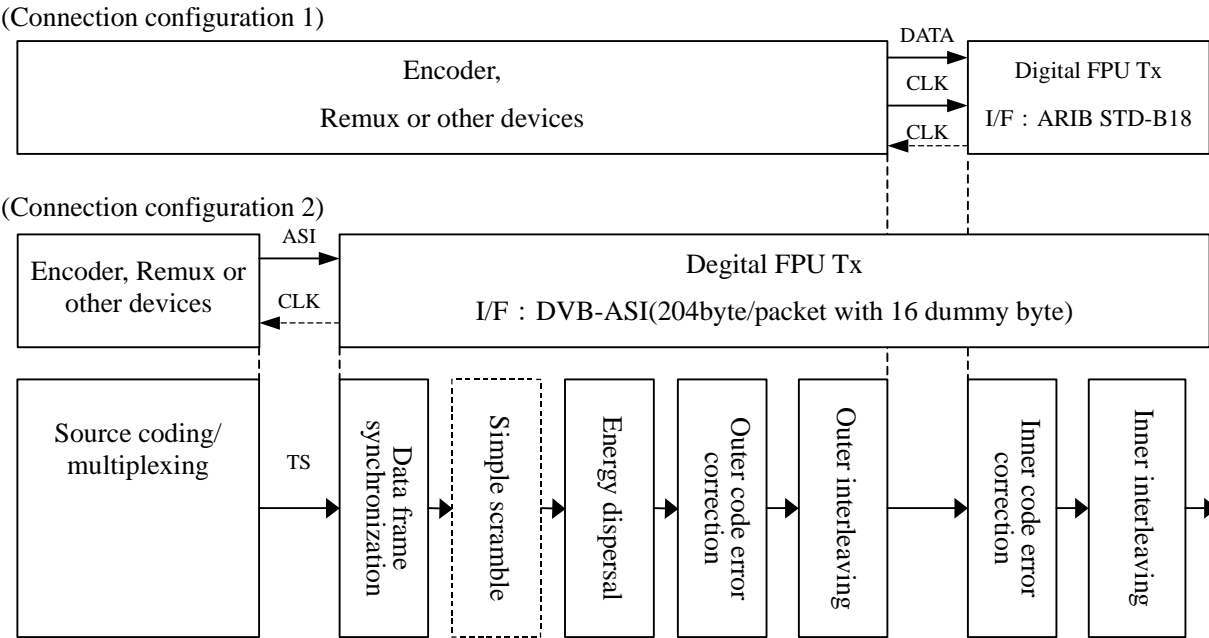 (Connection configuration 1)
Encoder,
Remux or other devices
DATA
CLK
CLK
Digital FPU Tx
I/F：ARIB STD-B18
(Connection configuration 2)
Encoder, Remux or
other devices
ASI
CLK
Degital FPU Tx
I/F：DVB-ASI(204byte/packet with 16 dummy byte)
Source coding/
multiplexing
TS
Data frame
synchronization
Simple scramble
Energy dispersal
Outer code error
correction
Outer interleaving
Inner code error
correction
Inner interleaving